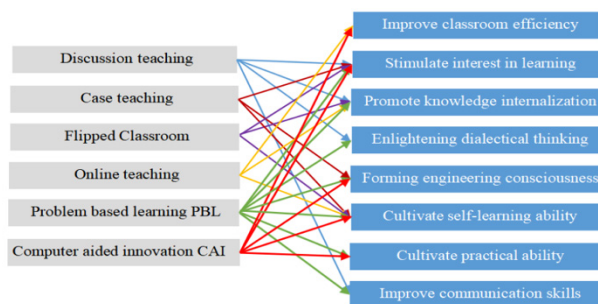 Discussion teaching
Case teaching
Flipped Classroom
Online teaching
Problem based learning PBL
Computer aided innovation CAI
Improve classroom efficiency
Stimulate interest in learning
Promote knowledge internalization
Enlightening dialectical thinking
Forming engineering consciousness
Cultivate self-learning ability
Cultivate practical ability
Improve communication skills